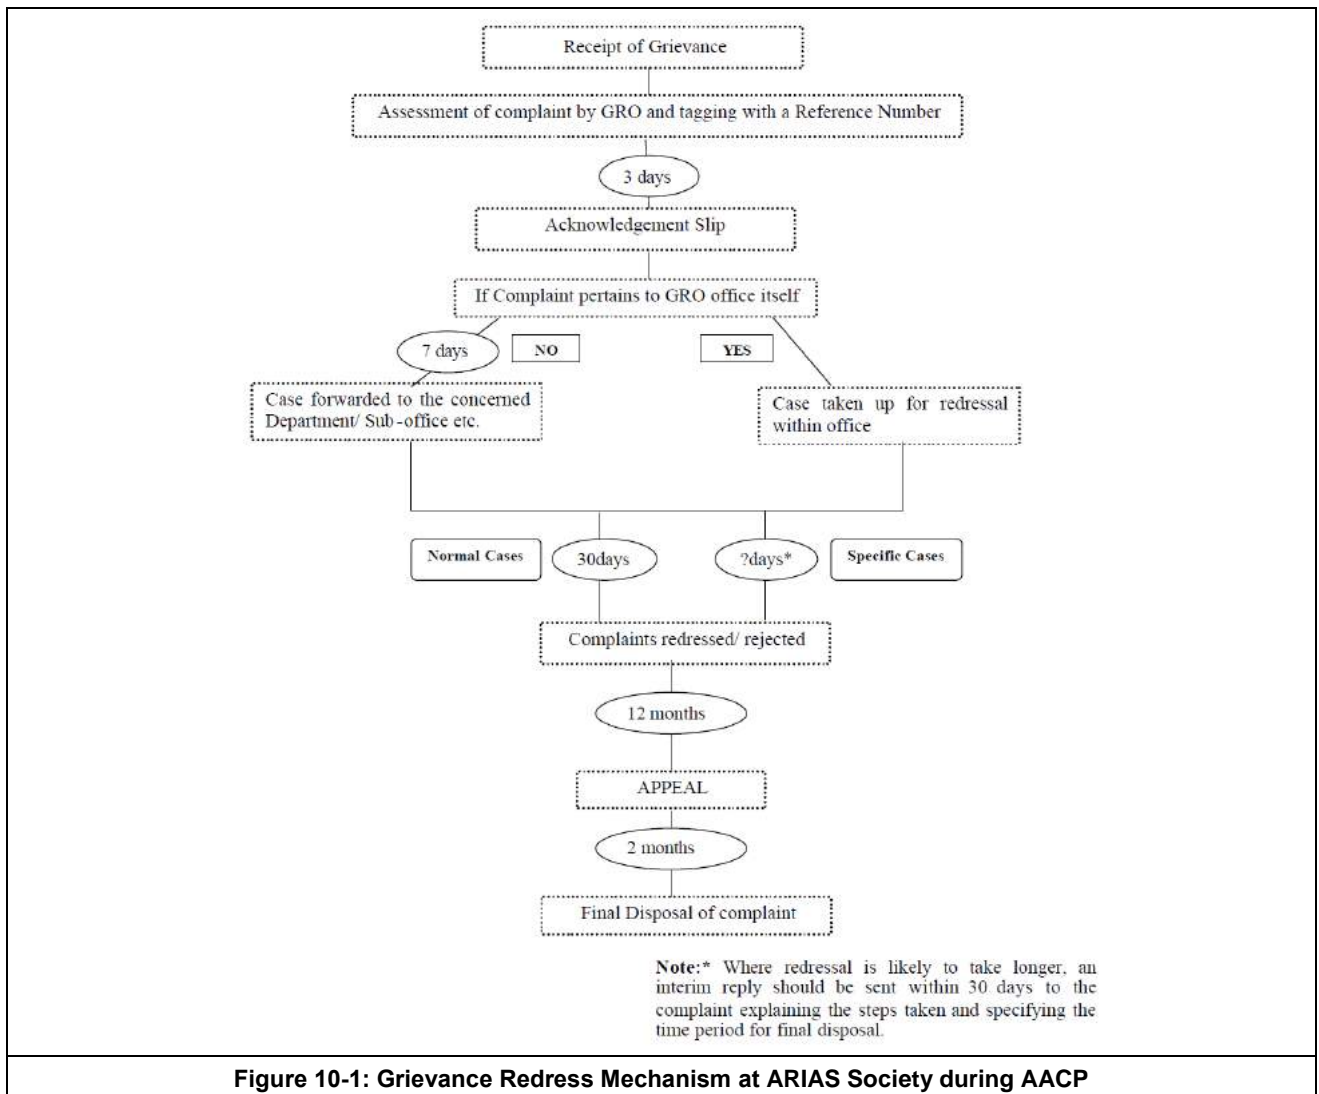 Receipt of Grievance
Assessment of complaint by GRO and tagging with a Reference Number
3 days
Acknowledgement Slip
If Complaint pertains to GRO office itself
7 days
NO
YES
Case forwarded to the concerned
Department/ Sub-office etc.
Case taken up for redressal
within office
Normal Cases
30days
?days*
Specific Cases
Complaints redressed/ rejected
12 months
APPEAL
2 months
Final Disposal of complaint
Note:* Where redressal is likely to take longer, an
interim reply should be sent within 30 days to the
complaint explaining the steps taken and specifying the
time period for final disposal.
Figure 10-1: Grievance Redress Mechanism at ARIAS Society during AACP